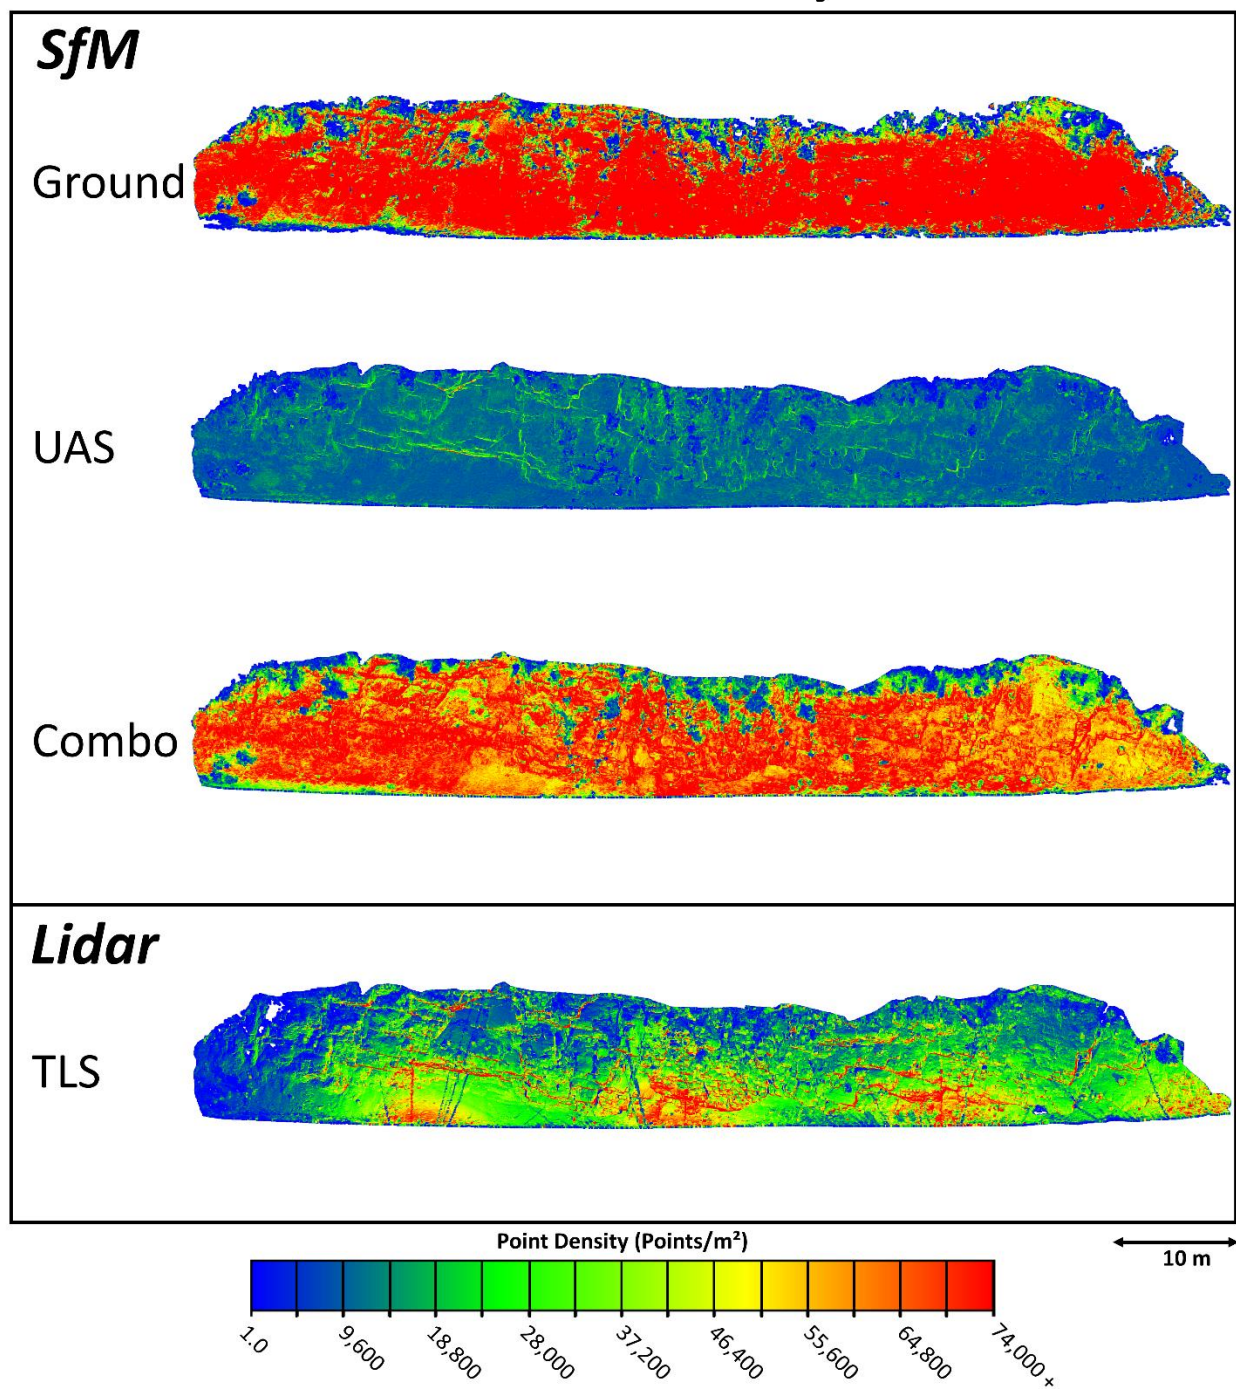 SfM
Ground
UAS
Combo
Lidar
TLS
Point Density (Points/m²)
10 m
1.0
9,600
18,800
28,000
37,200
46,400
55,600
64,800
74,000 +